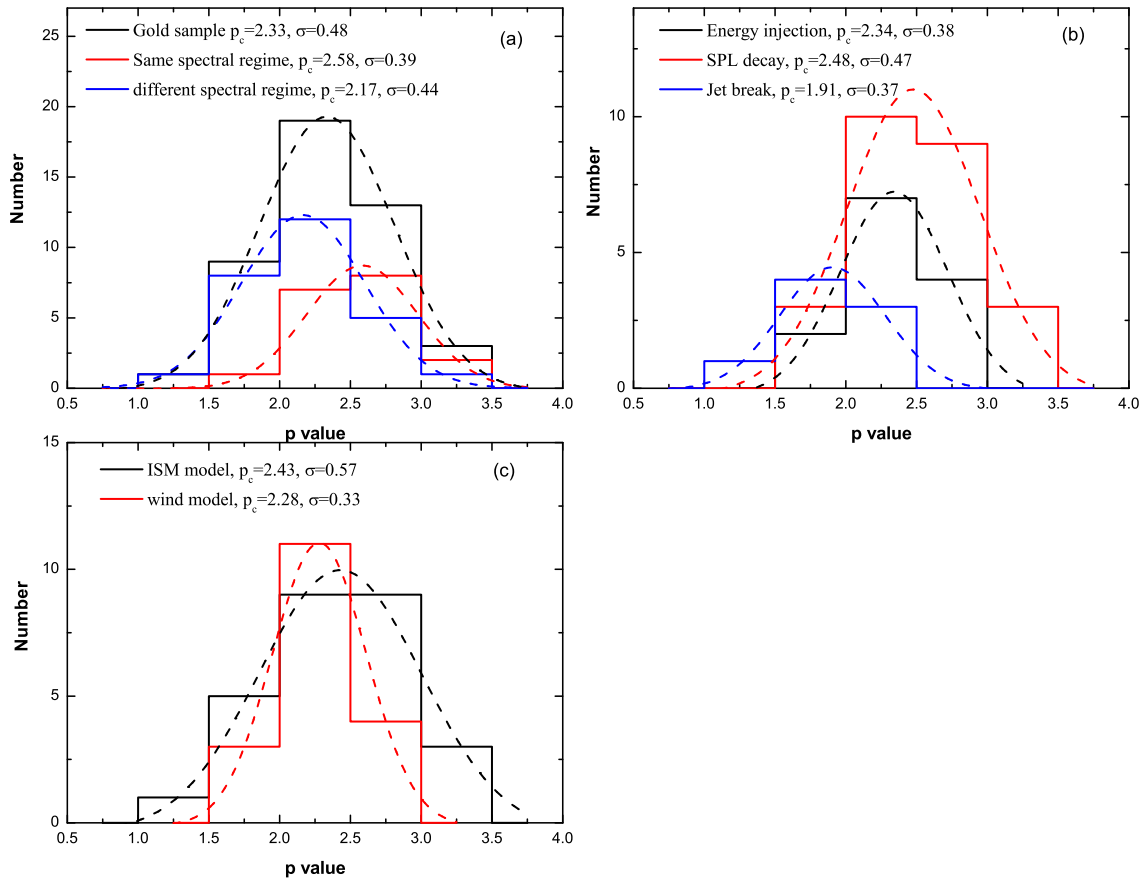 Gold sample p_c=2.33, σ=0.48
Same spectral regime, p_c=2.58, σ=0.39
different spectral regime, p_c=2.17, σ=0.44
(a)
25
20
15
10
5
0
Number
0.5 1.0 1.5 2.0 2.5 3.0 3.5 4.0
p value
Energy injection, p_c=2.34, σ=0.38
SPL decay, p_c=2.48, σ=0.47
Jet break, p_c=1.91, σ=0.37
(b)
10
5
0
Number
0.5 1.0 1.5 2.0 2.5 3.0 3.5 4.0
p value
ISM model, p_c=2.43, σ=0.57
wind model, p_c=2.28, σ=0.33
(c)
15
10
5
0
Number
0.5 1.0 1.5 2.0 2.5 3.0 3.5 4.0
p value